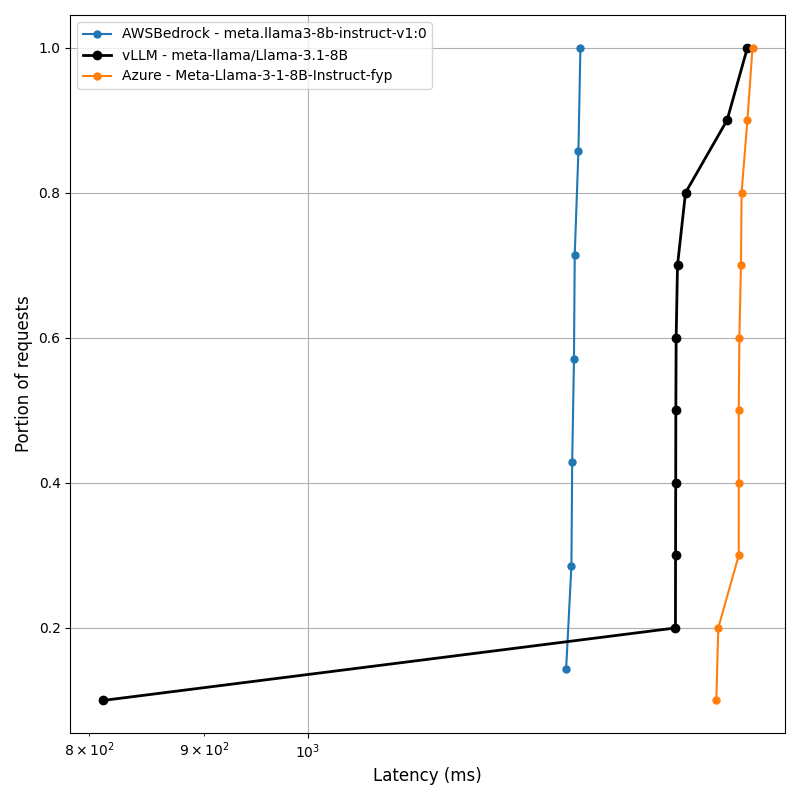 AWSBedrock - meta.llama3-8b-instruct-v1:0
vLLM - meta-llama/Llama-3.1-8B
Azure - Meta-Llama-3-1-8B-Instruct-fyp
1.0
0.8
0.6
0.4
0.2
Portion of requests
8 × 10² 9 × 10² 10³
Latency (ms)